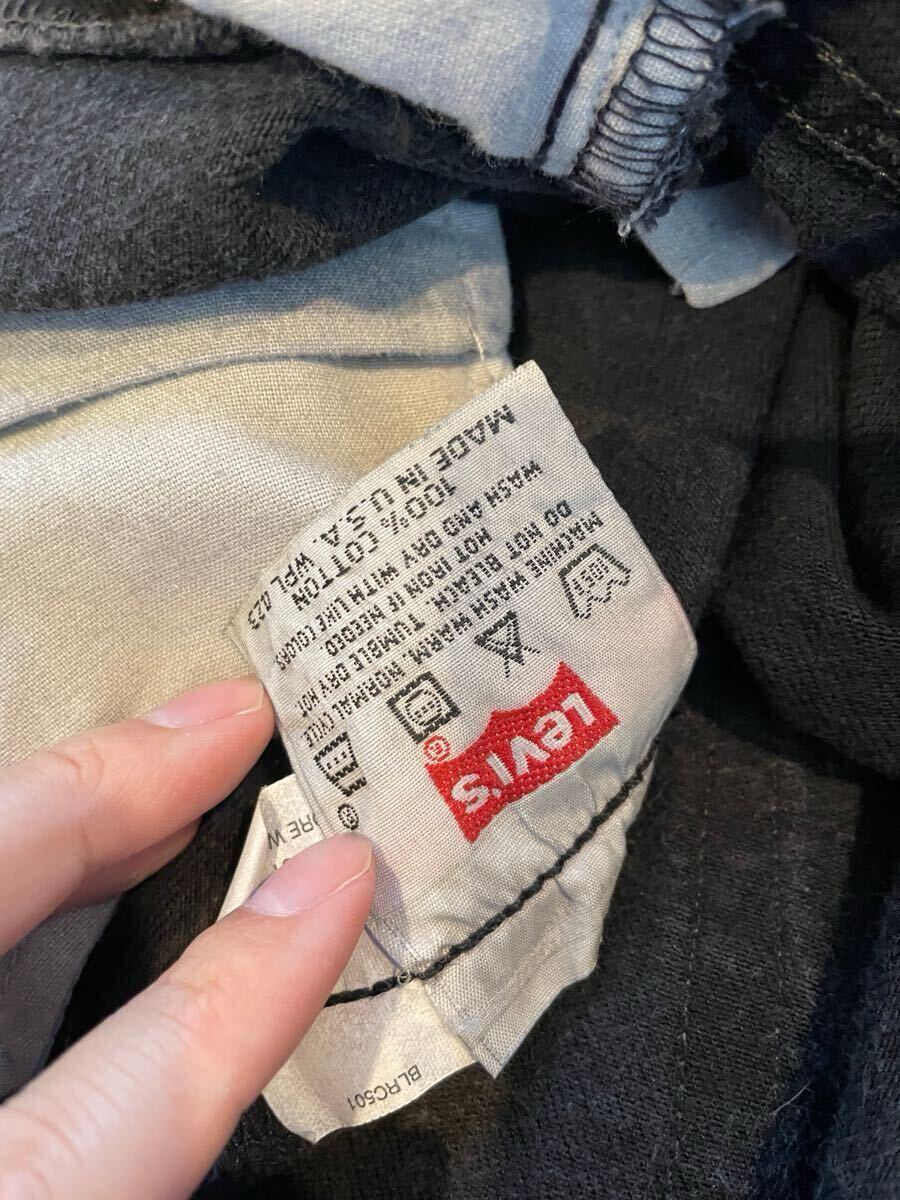 LEVI'S®
MACHINE WASH WARM, NORMAL CYCLE
DO NOT BLEACH. TUMBLE DRY HOT.
HOT IRON IF NEEDED.
WASH AND DRY WITH LIKE COLORS
100% COTTON
MADE IN U.S.A. WPL 423
ORE W
BLRC501